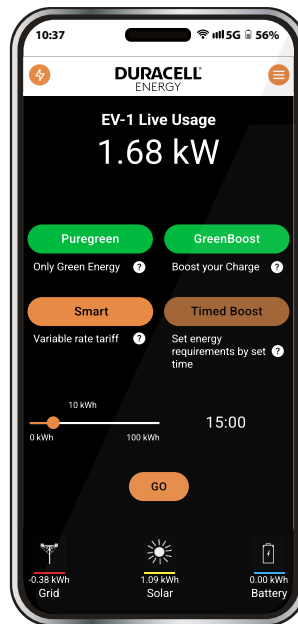 10:37 5G 56%
DURACELL
ENERGY
EV-1 Live Usage
1.68 kW
Puregreen GreenBoost
Only Green Energy ? Boost your Charge ?
Smart Timed Boost
Variable rate tariff ? Set energy
requirements by set ?
time
10 kWh
15:00
0 kWh 100 kWh
GO
-0.38 kWh 1.09 kWh 0.00 kWh
Grid Solar Battery